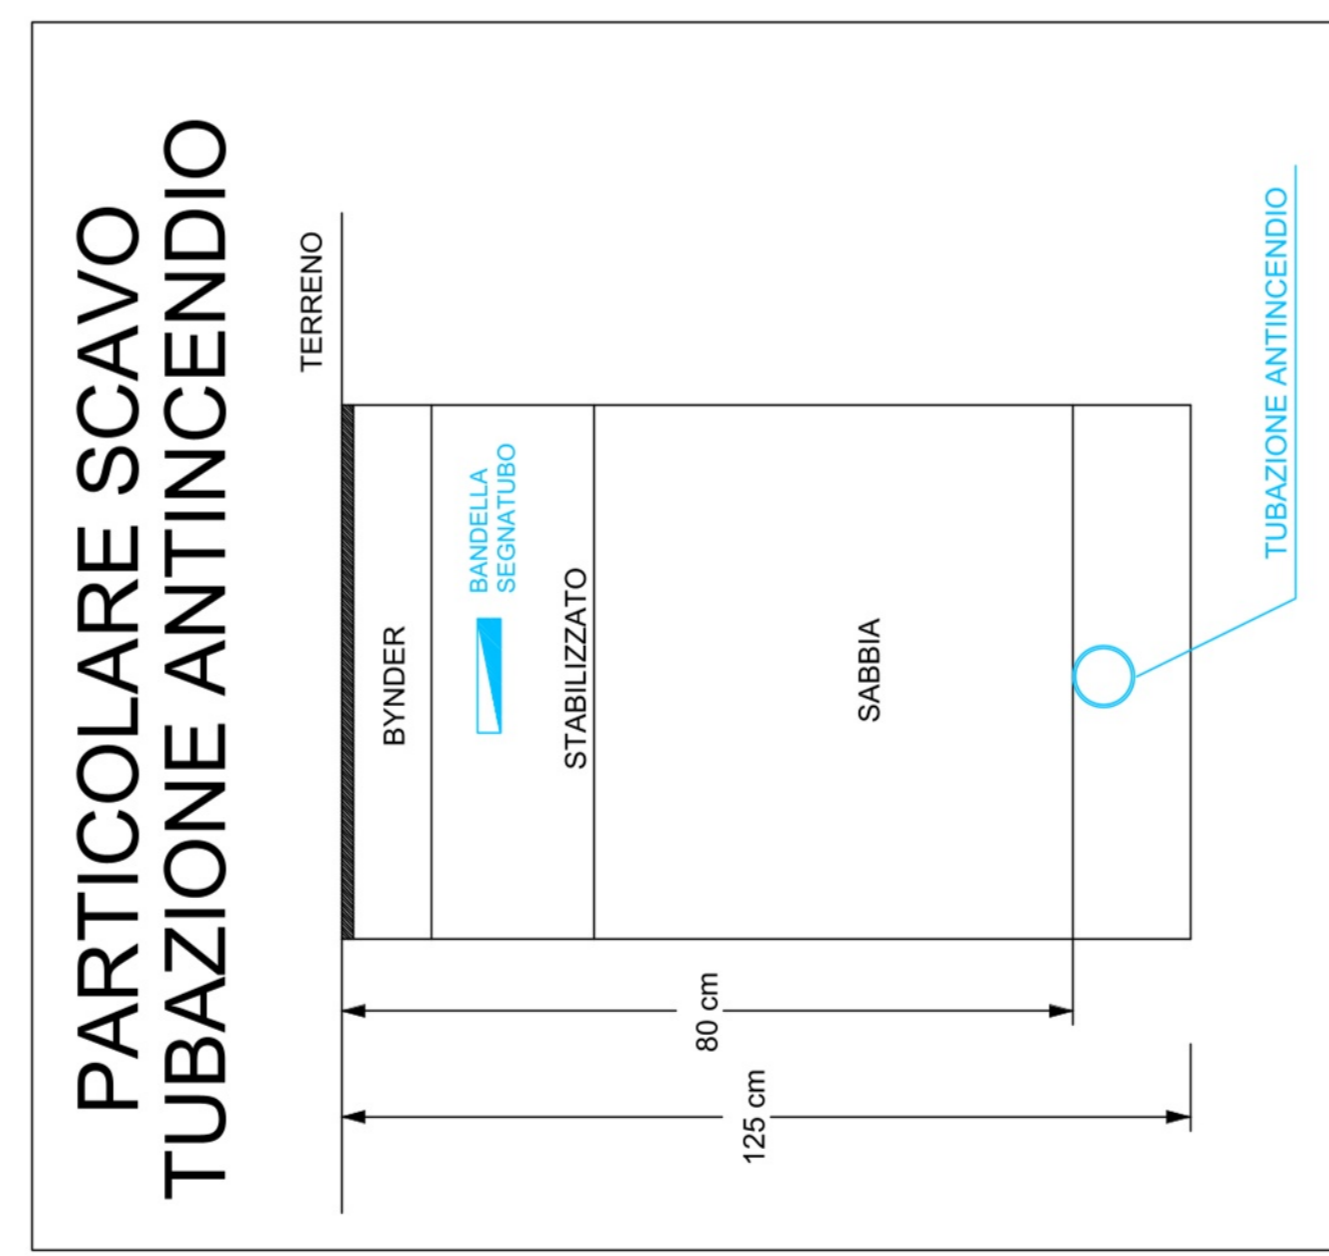 PARTICOLARE SCAVO
TUBAZIONE ANTINCENDIO
TERRENO
BYNDER
BANDELLA
SEGNATUBO
STABILIZZATO
SABBIA
80 cm
125 cm
TUBAZIONE ANTINCENDIO